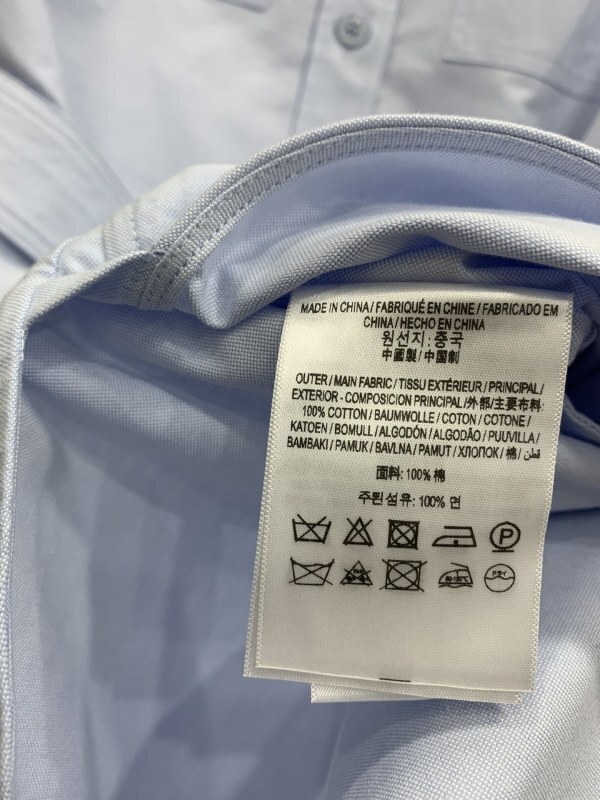 MADE IN CHINA / FABRIQUÉ EN CHINE / FABRICADO EM
CHINA / HECHO EN CHINA
원선지 : 중국
中國製 / 中国制
OUTER / MAIN FABRIC / TISSU EXTÉRIEUR / PRINCIPAL /
EXTERIOR - COMPOSICION PRINCIPAL / 外部/主要布料:
100% COTTON / BAUMWOLLE / COTON / COTONE /
KATOEN / BOMULL / ALGODÓN / ALGODÃO / PUUVILLA /
BAMBAKI / PAMUK / BAVLNA / PAMUT / ХЛОПОК / 棉 / قطن
面料: 100% 棉
주원섬유: 100% 면
P